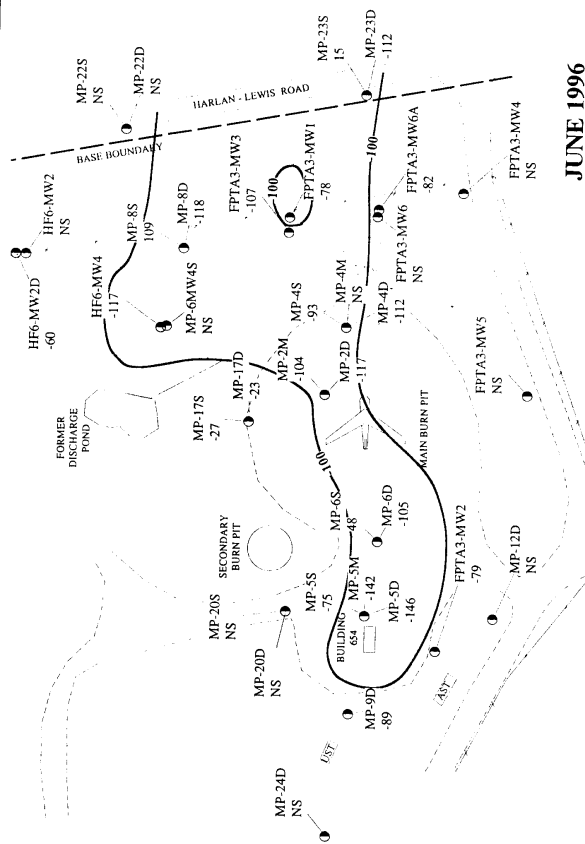 MP-22S
NS
MP-22D
NS
HARLAN - LEWIS ROAD
BASE BOUNDARY
MP-23S
15
MP-23D
-112
JUNE 1996
HF6-MW2
NS
HF6-MW2D
-60
MP-8S
109
MP-8D
-118
FPTA3-MW3
-107
100
FPTA3-MW1
-78
-100
FPTA3-MW6A
-82
FPTA3-MW6
NS
FPTA3-MW4
NS
HF6-MW4
-117
MP-6MW4S
NS
MP-4S
-93
MP-4M
NS
MP-4D
-112
MP-2M
-104
MP-2D
-117
FPTA3-MW5
NS
FORMER
DISCHARGE
POND
MP-17D
-23
MP-17S
-27
-100
MAIN BURN PIT
SECONDARY
BURN PIT
MP-6S
48
MP-6D
-105
FPTA3-MW2
-79
MP-12D
NS
MP-20S
NS
MP-20D
NS
MP-5S
-75
MP-5M
-142
MP-5D
-146
BUILDING
654
MP-9D
-89
UST
AST
MP-24D
NS